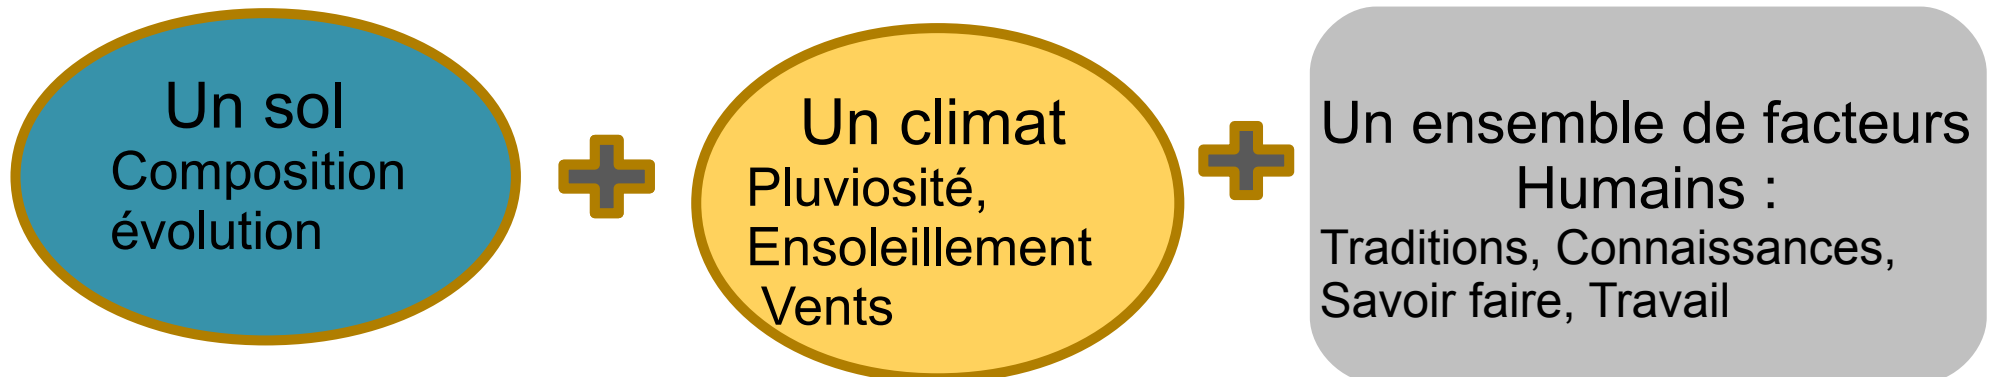 Un sol
Composition
évolution
Un climat
Pluviosité,
Ensoleillement
Vents
Un ensemble de facteurs
Humains :
Traditions, Connaissances,
Savoir faire, Travail